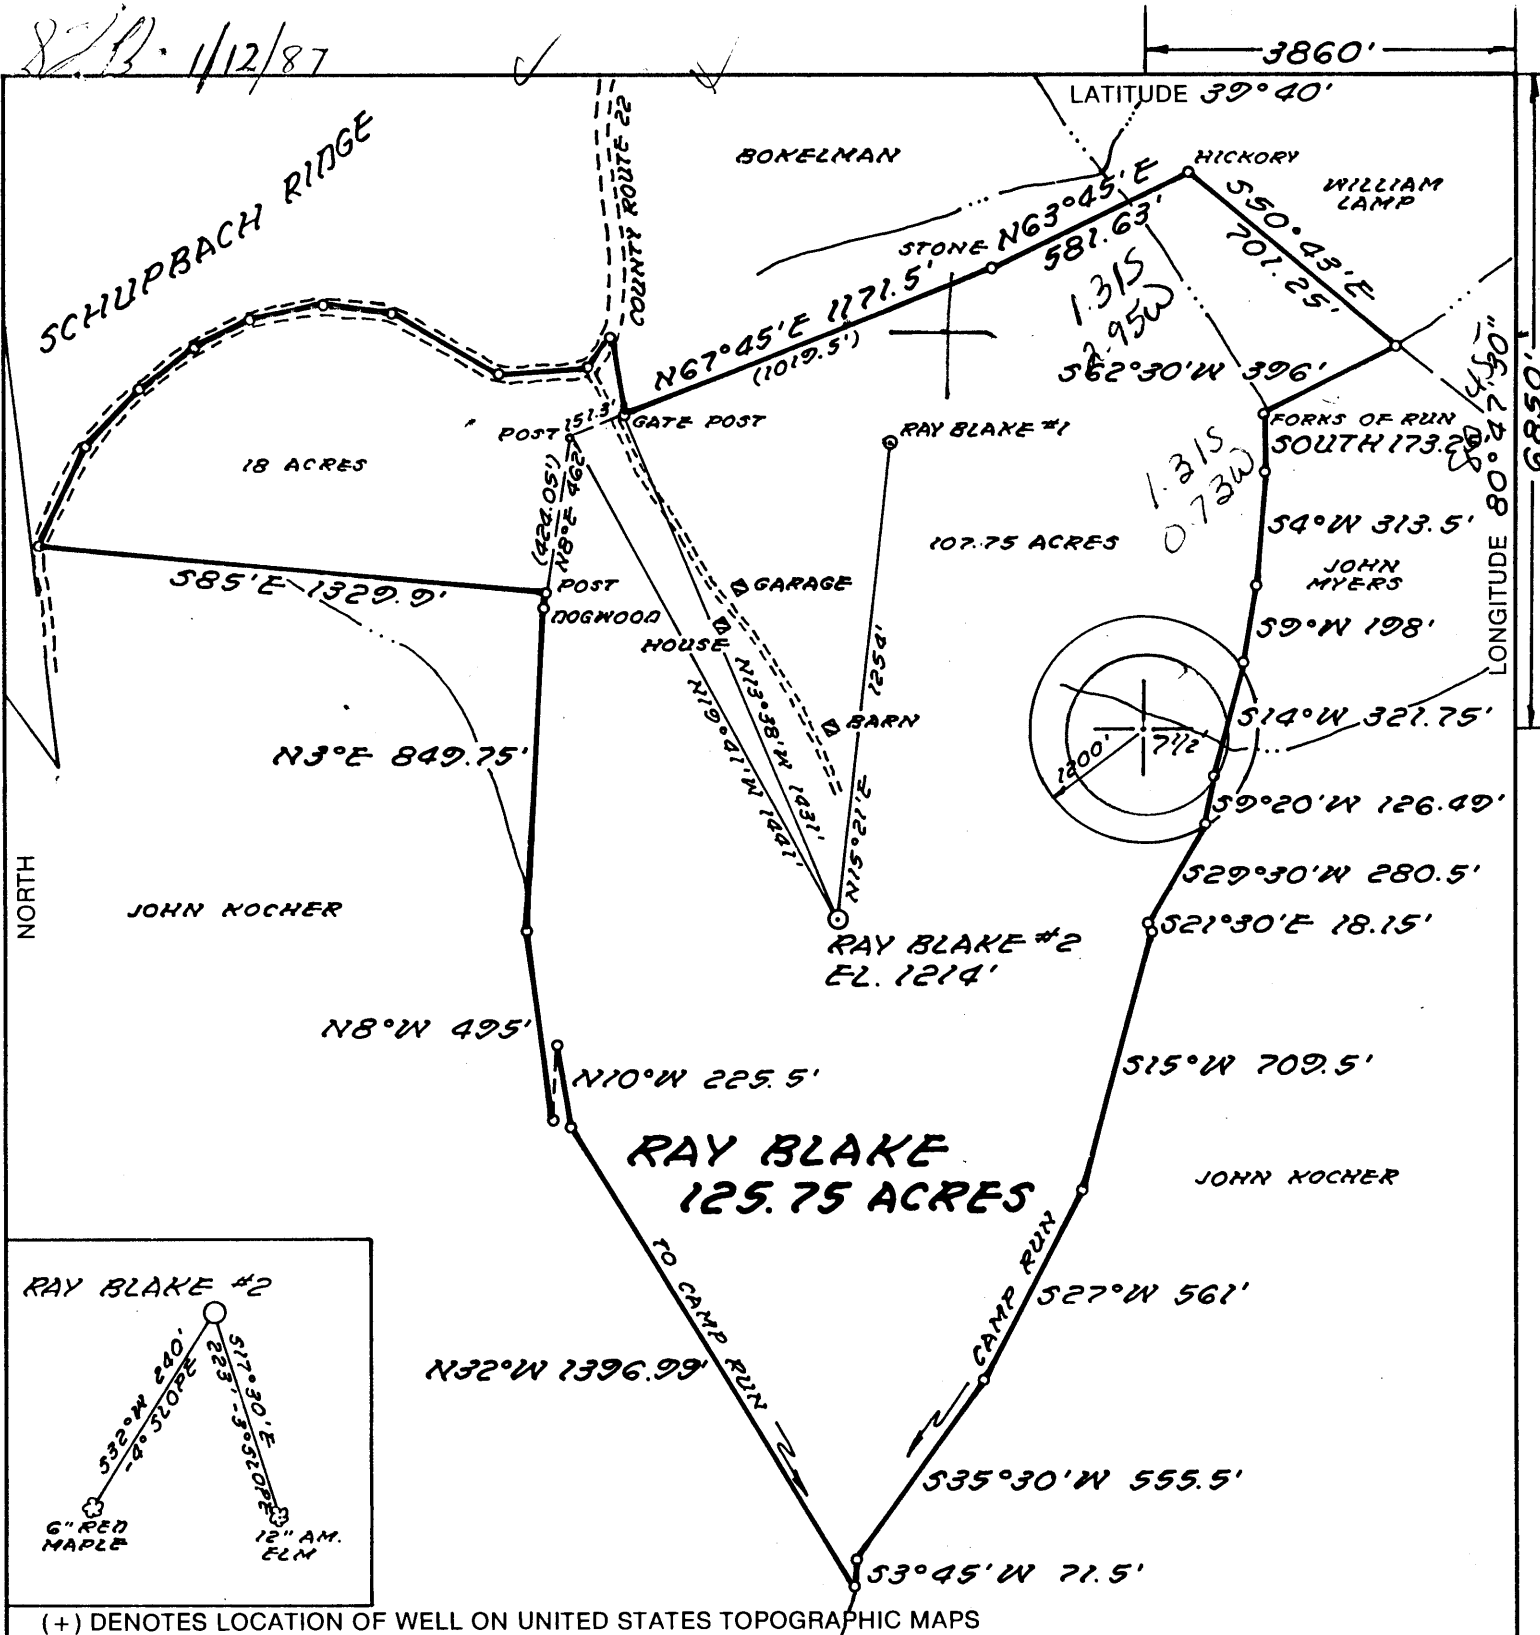 1/12/87
3860'
LATITUDE 39°40'
SCHUPBACH RIDGE
COUNTY ROUTE 22
BOKELMAN
HICKORY
WILLIAM
LAMP
S50°43'E
701.25'
STONE
N63°45'E
581.63'
1.31S
2.95W
N67°45'E 1171.5'
(1019.5')
S62°30'W 396'
6850'
LONGITUDE 80°47'30"
POST
151.3'
GATE POST
RAY BLAKE #1
FORKS OF RUN
SOUTH 173.25'
18 ACRES
(424.05')
N8°E 462'
1.31S
0.73W
S4°W 313.5'
107.75 ACRES
JOHN
MYERS
S85'E 1329.9'
POST
DOGWOOD
GARAGE
HOUSE
S9°W 198'
1254'
N13°38'W 1431'
N19°41'W 1441'
BARN
S14°W 321.75'
7 1/2'
1200'
N3°E 849.75'
N15°21'E
S9°20'W 126.49'
NORTH
JOHN KOCHER
S29°30'W 280.5'
S21°30'E 18.15'
RAY BLAKE #2
EL. 1214'
N8°W 495'
N10°W 225.5'
S15°W 709.5'
RAY BLAKE
125.75 ACRES
JOHN KOCHER
TO CAMP RUN
CAMP RUN
S27°W 561'
N32°W 1396.99'
S35°30'W 555.5'
S3°45'W 71.5'
RAY BLAKE #2
S32°W 240'
-4° SLOPE
S17°30'E
223' -3° SLOPE
6" RED
MAPLE
12" AM.
ELM
(+) DENOTES LOCATION OF WELL ON UNITED STATES TOPOGRAPHIC MAPS